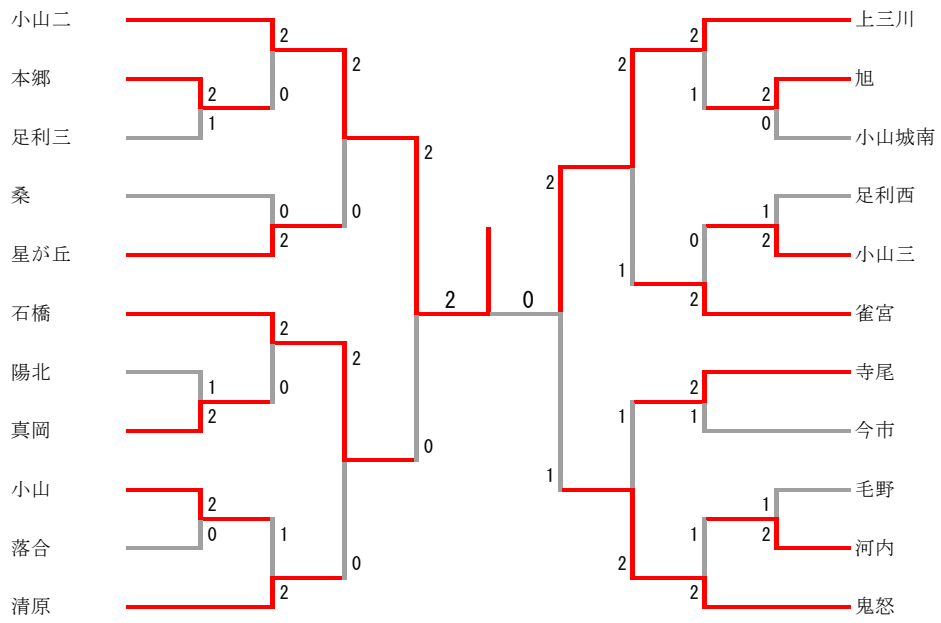 小山二
本郷
足利三
桑
星が丘
石橋
陽北
真岡
小山
落合
清原
2
1
2
0
0
2
2
0
2
0
1
2
2
0
1
2
2
0
2
0
2
0
2
1
2
1
2
1
1
2
2
1
0
2
2
1
1
2
2
0
1
2
1
2
上三川
旭
小山城南
足利西
小山三
雀宮
寺尾
今市
毛野
河内
鬼怒